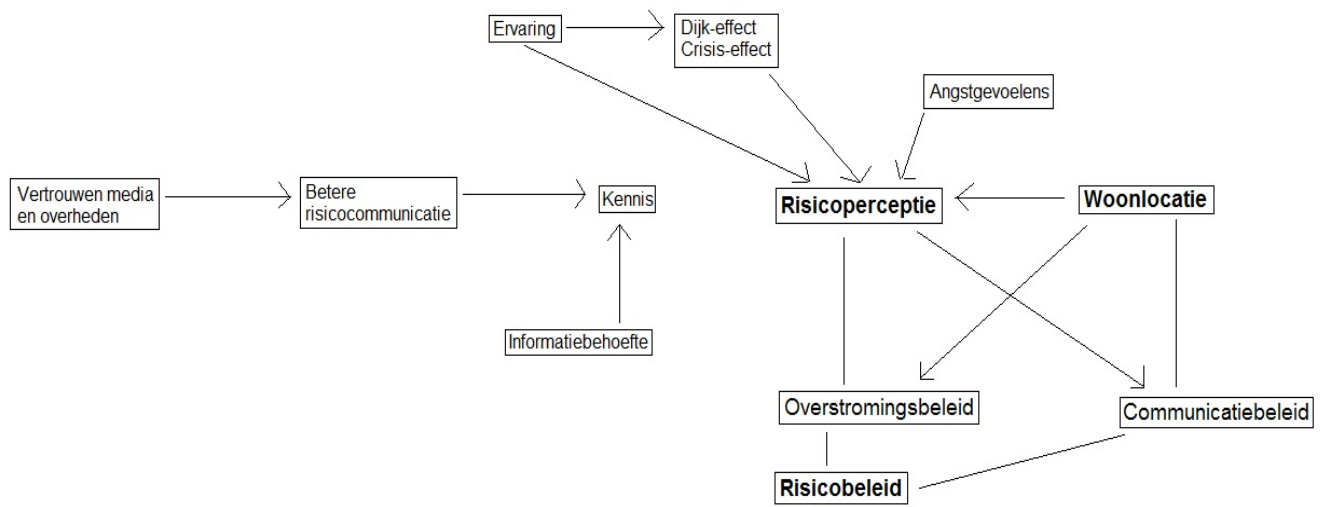 Ervaring
Dijk-effect
Crisis-effect
Angstgevoelens
Vertrouwen media
en overheden
Betere
risicocommunicatie
Kennis
Risicoperceptie
Woonlocatie
Informatiebehoefte
Overstromingsbeleid
Communicatiebeleid
Risicobeleid